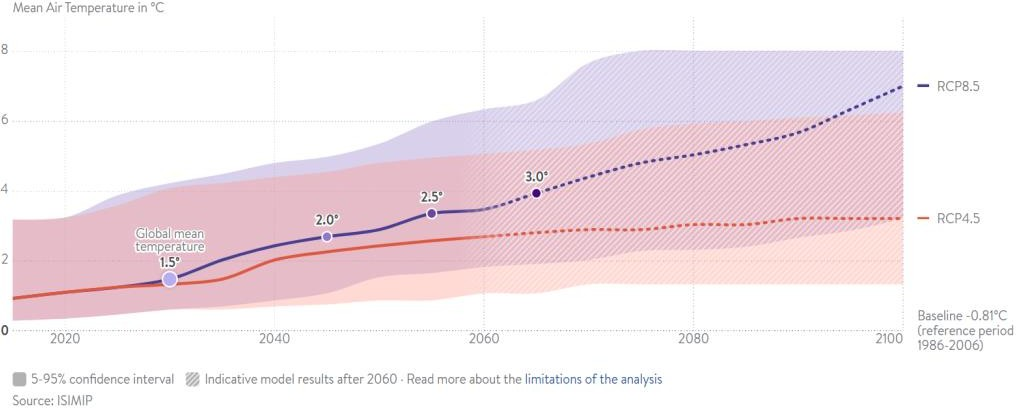 Mean Air Temperature in °C
8
6
4
2
0
Global mean
temperature
1.5°
2.0°
2.5°
3.0°
RCP8.5
RCP4.5
2020
2040
2060
2080
2100
Baseline -0.81°C
(reference period
1986-2006)
5-95% confidence interval
Indicative model results after 2060 · Read more about the limitations of the analysis
Source: ISIMIP